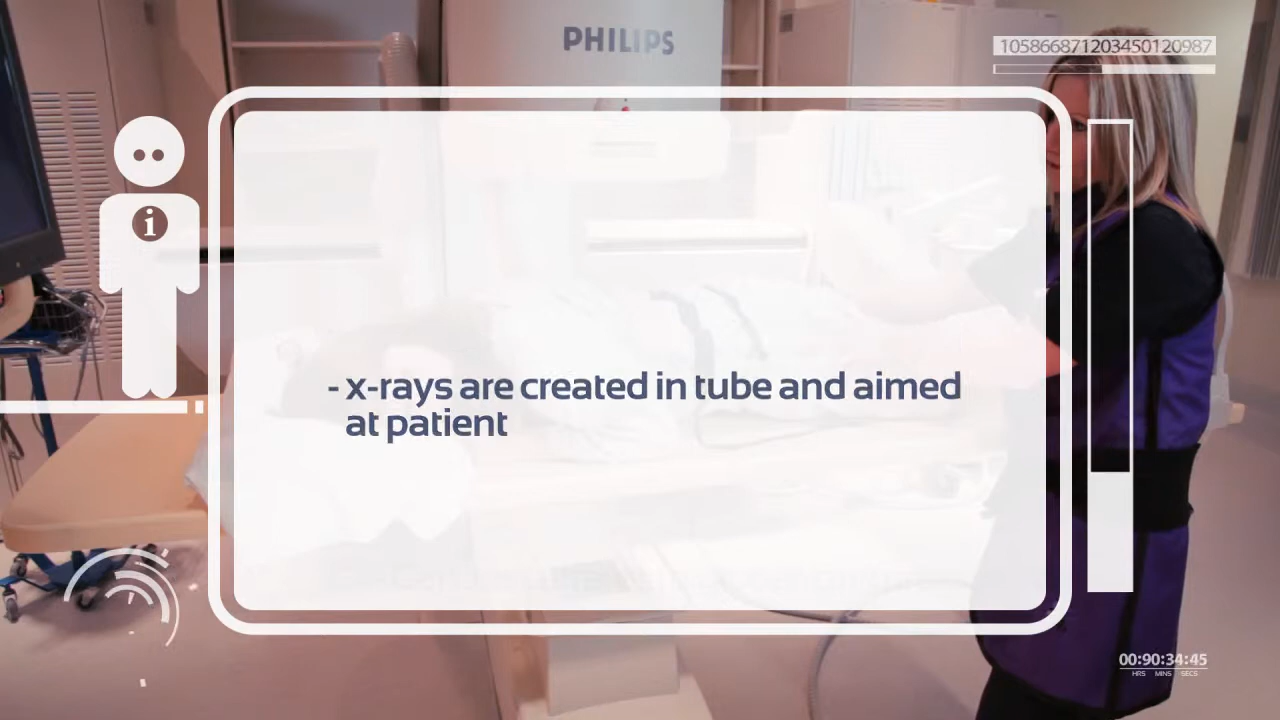 PHILIPS
105866871203450120987
i
- x-rays are created in tube and aimed
at patient
00:90:34:45
HRS MINS SECS